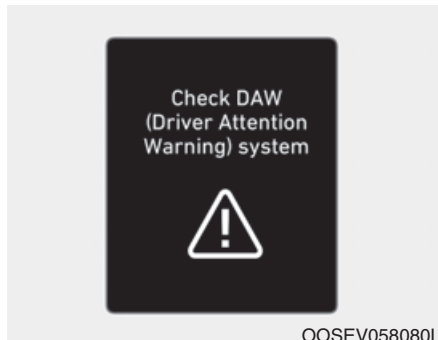 Check DAW
(Driver Attention
Warning) system
OOSEV058080L